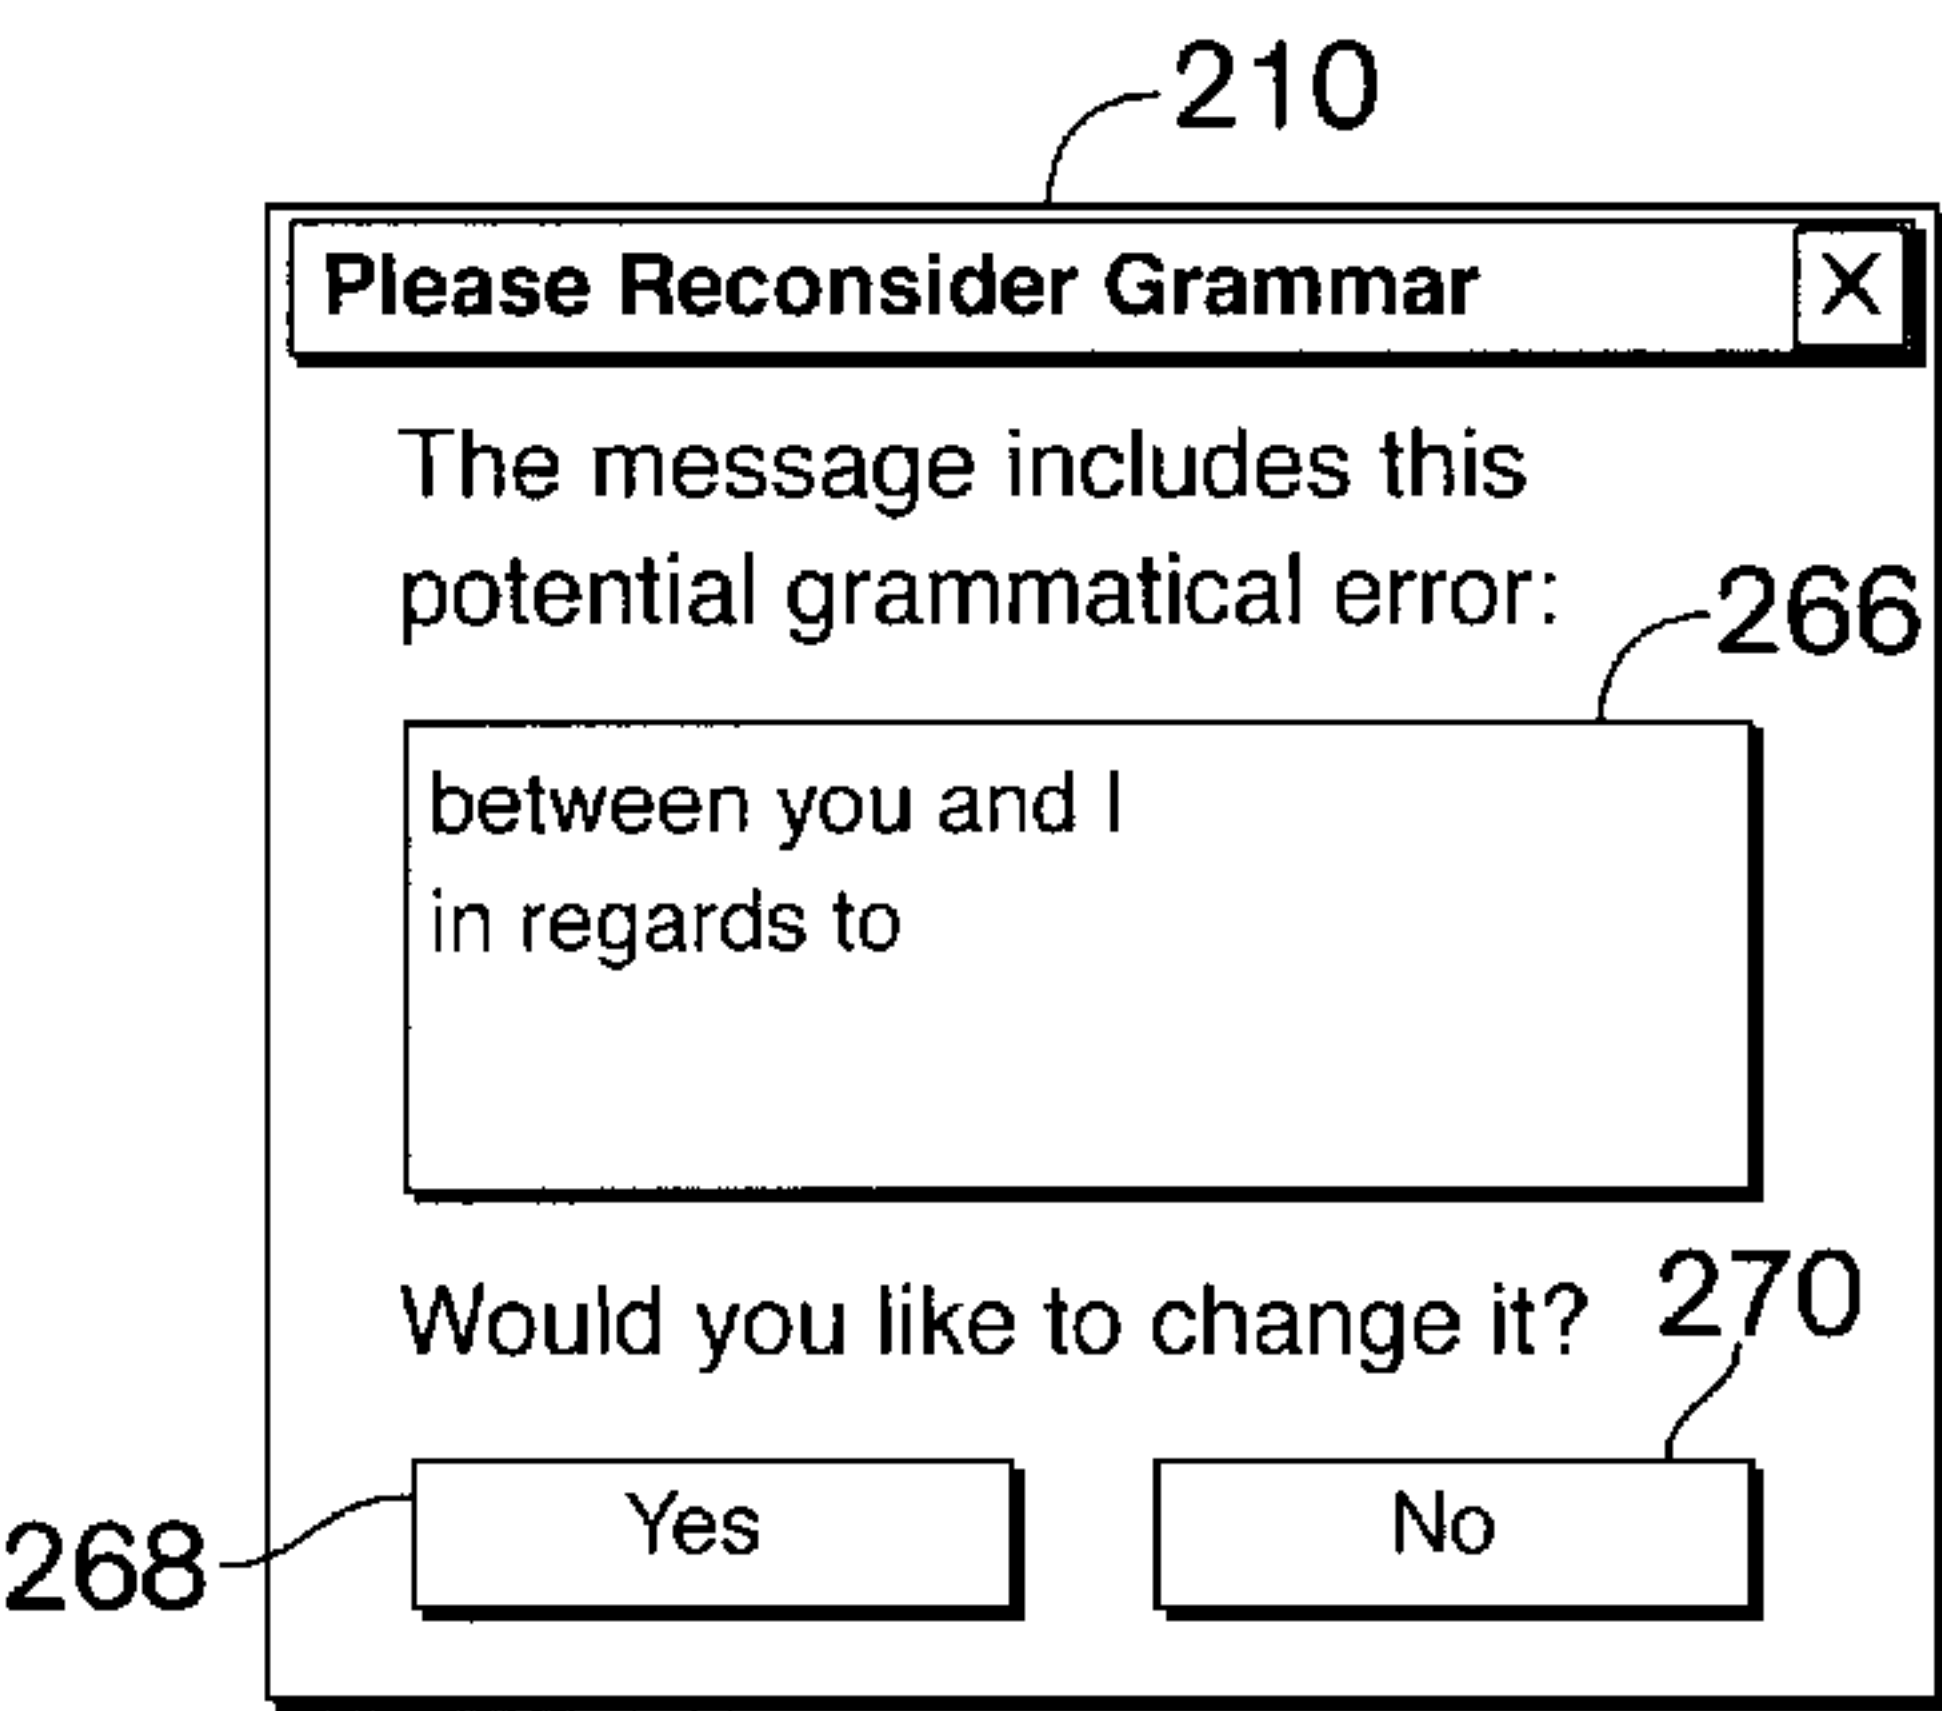 210
Please Reconsider Grammar X
The message includes this
potential grammatical error:
266
between you and I
in regards to
Would you like to change it?
270
Yes
No
268